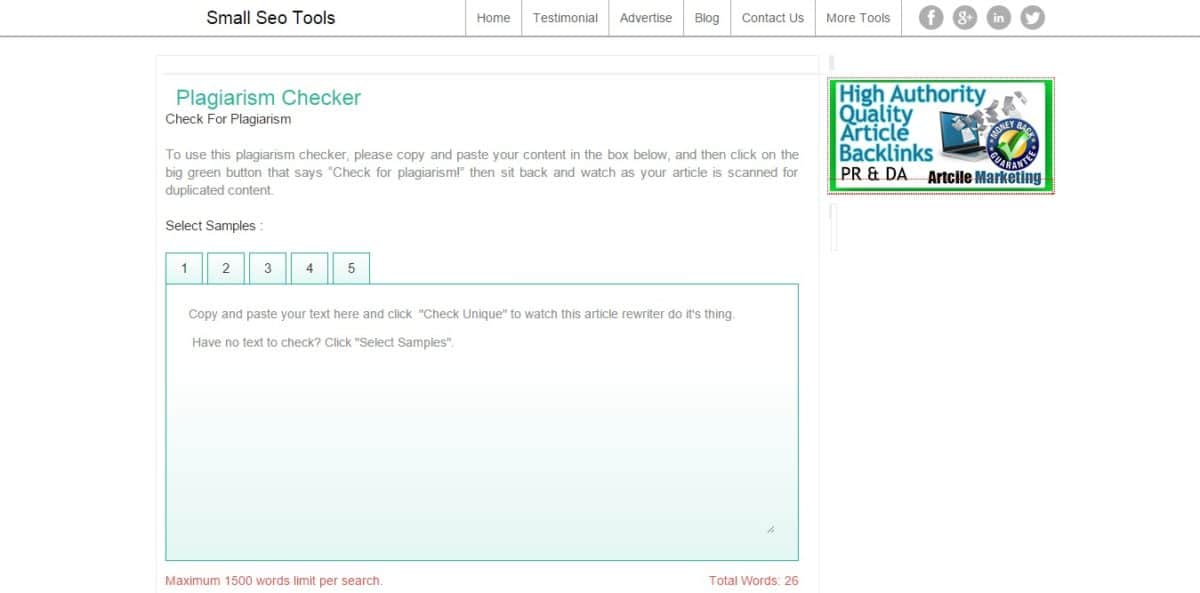 Small Seo Tools
Home Testimonial Advertise Blog Contact Us More Tools
f 8+ in
Plagiarism Checker
Check For Plagiarism
To use this plagiarism checker, please copy and paste your content in the box below, and then click on the
big green button that says "Check for plagiarism!" then sit back and watch as your article is scanned for
duplicated content.
Select Samples :
1 2 3 4 5
Copy and paste your text here and click "Check Unique" to watch this article rewriter do it's thing.
Have no text to check? Click "Select Samples".
Maximum 1500 words limit per search.
Total Words: 26
High Authority
Quality
Article
Backlinks
PR & DA
MONEY BACK
GUARANTEE
Artclle Marketing